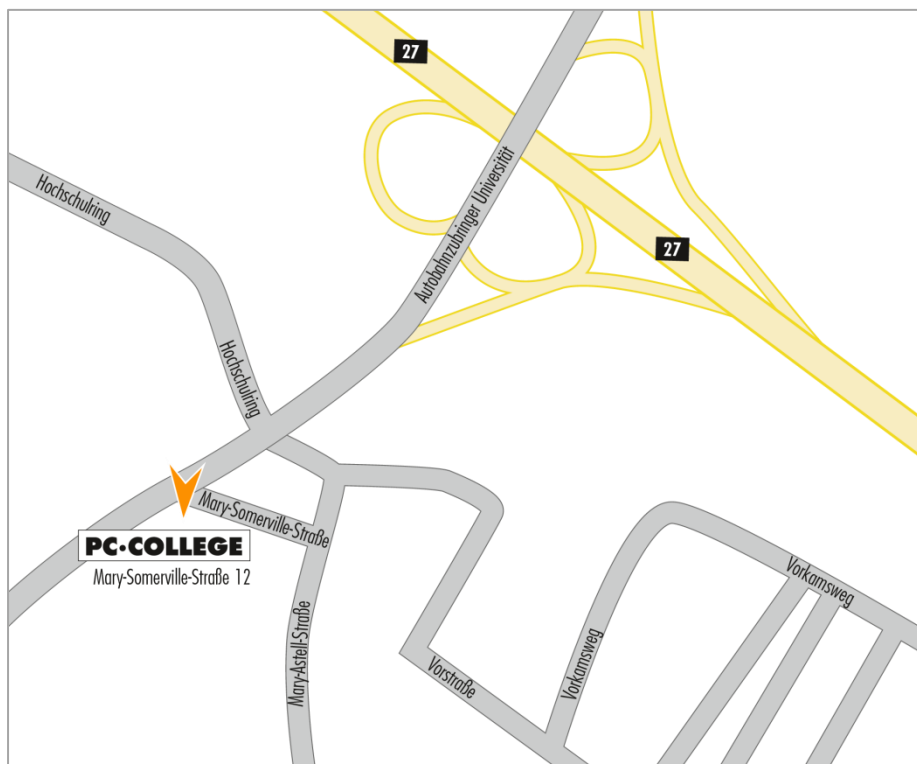 27
Autobahnzubringer Universität
Hochschulring
27
Hochschulring
Mary-Somerville-Straße
PC·COLLEGE
Mary-Somerville-Straße 12
Vorkamsweg
Mary-Astell-Straße
Vorstraße
Vorkamsweg